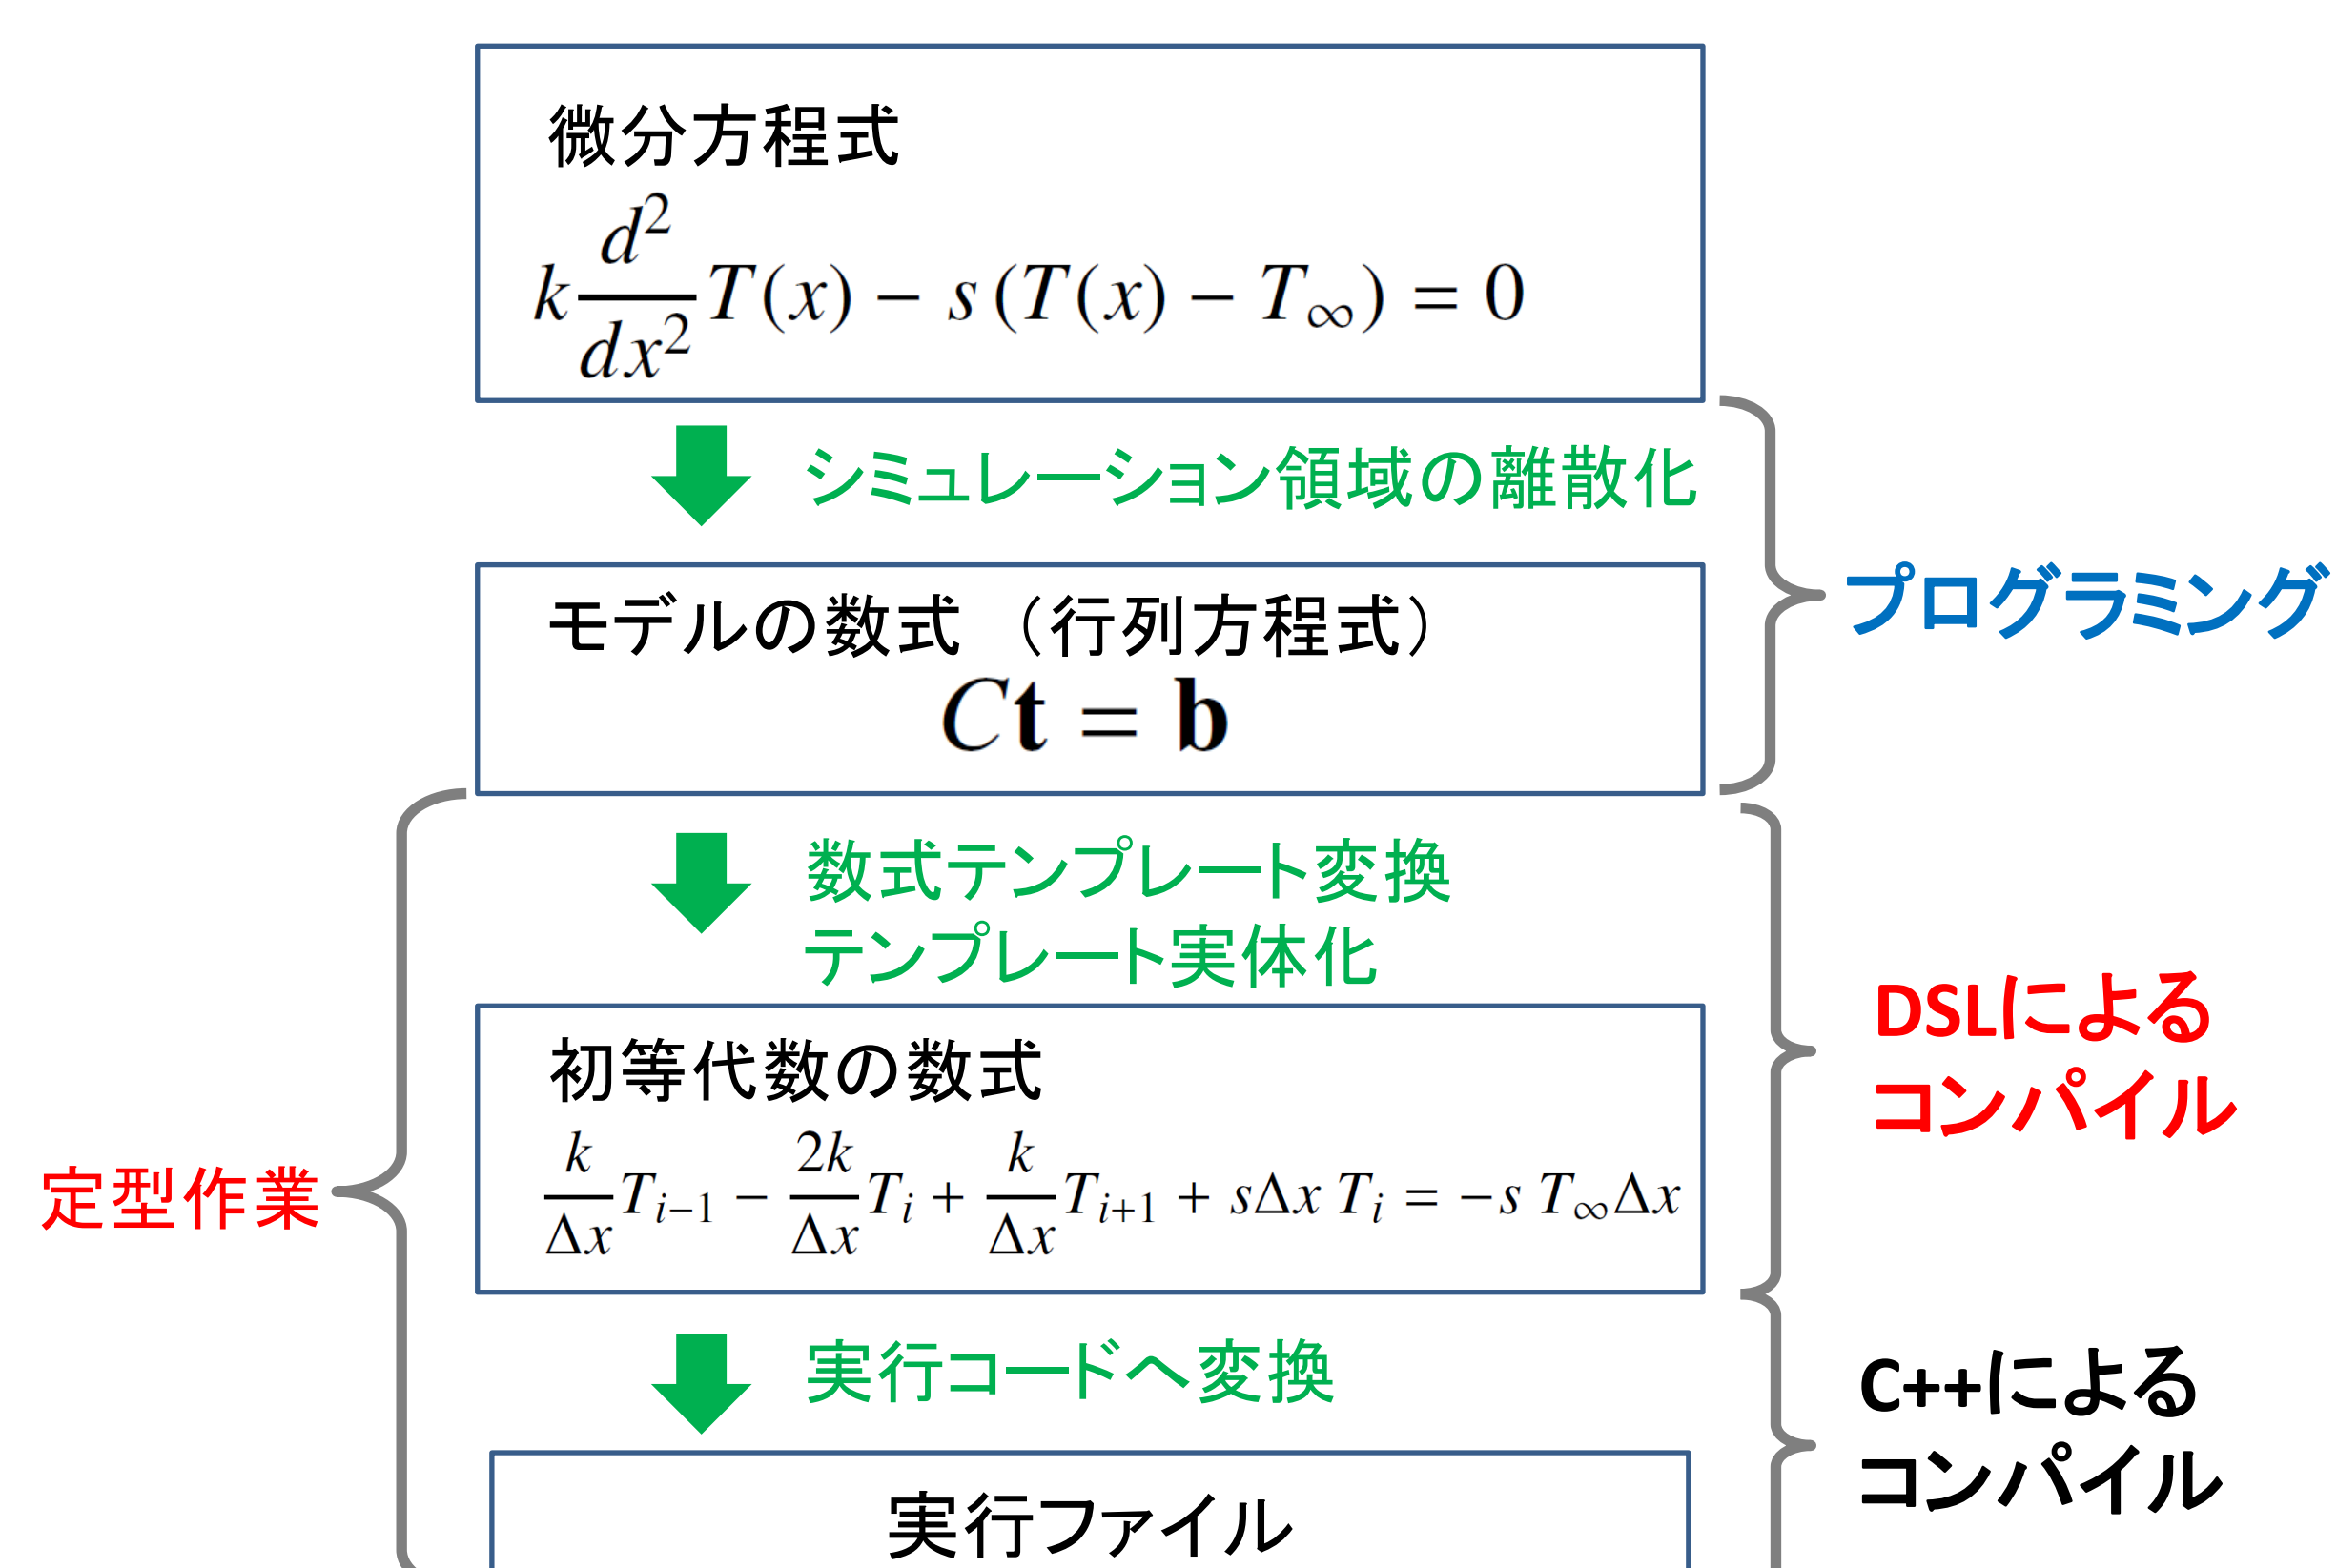 微分方程式
k d²/dx² T(x) − s (T(x) − T∞) = 0
シミュレーション領域の離散化
プログラミング
モデルの数式 （行列方程式）
Ct = b
数式テンプレート変換
テンプレート実体化
DSLによる
コンパイル
初等代数の数式
k/Δx Tᵢ₋₁ − 2k/Δx Tᵢ + k/Δx Tᵢ₊₁ + sΔx Tᵢ = −s T∞Δx
定型作業
実行コードへ変換
C++による
コンパイル
実行ファイル